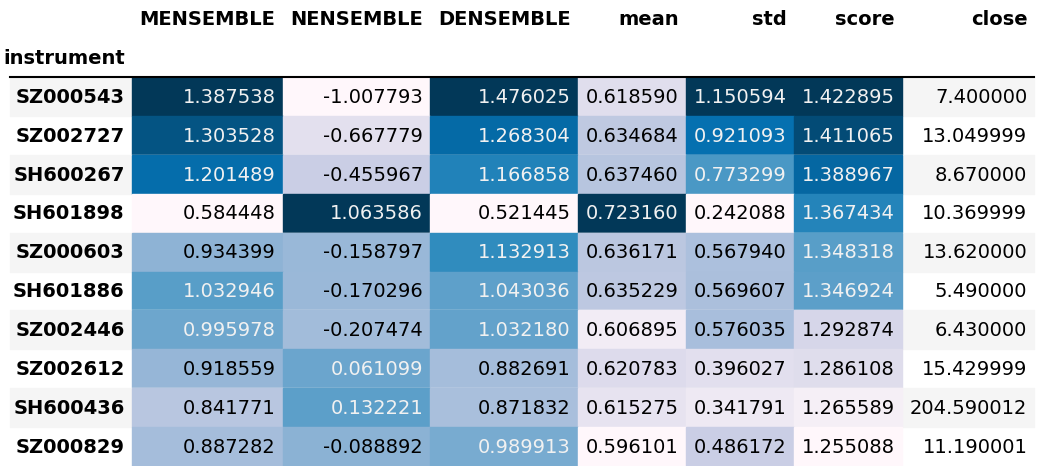 MENSEMBLE NENSEMBLE DENSEMBLE mean std score close
instrument
SZ000543 1.387538 -1.007793 1.476025 0.618590 1.150594 1.422895 7.400000
SZ002727 1.303528 -0.667779 1.268304 0.634684 0.921093 1.411065 13.049999
SH600267 1.201489 -0.455967 1.166858 0.637460 0.773299 1.388967 8.670000
SH601898 0.584448 1.063586 0.521445 0.723160 0.242088 1.367434 10.369999
SZ000603 0.934399 -0.158797 1.132913 0.636171 0.567940 1.348318 13.620000
SH601886 1.032946 -0.170296 1.043036 0.635229 0.569607 1.346924 5.490000
SZ002446 0.995978 -0.207474 1.032180 0.606895 0.576035 1.292874 6.430000
SZ002612 0.918559 0.061099 0.882691 0.620783 0.396027 1.286108 15.429999
SH600436 0.841771 0.132221 0.871832 0.615275 0.341791 1.265589 204.590012
SZ000829 0.887282 -0.088892 0.989913 0.596101 0.486172 1.255088 11.190001